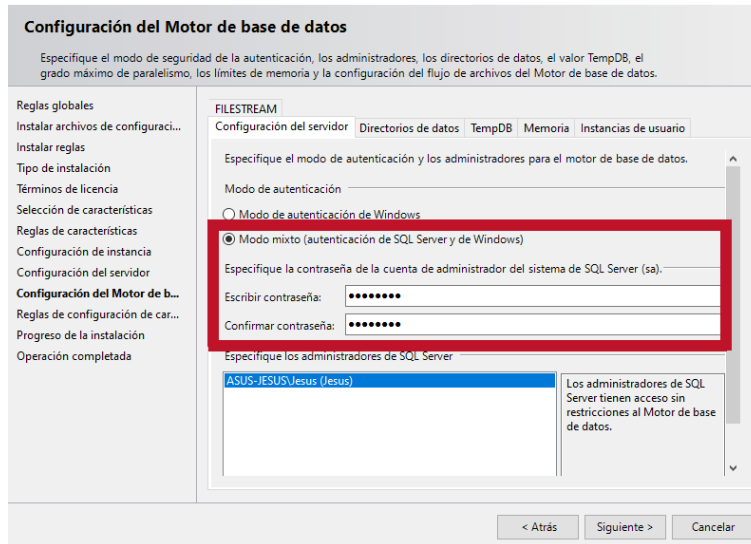 Configuración del Motor de base de datos
Especifique el modo de seguridad de la autenticación, los administradores, los directorios de datos, el valor TempDB, el
grado máximo de paralelismo, los límites de memoria y la configuración del flujo de archivos del Motor de base de datos.
Reglas globales
Instalar archivos de configuraci...
Instalar reglas
Tipo de instalación
Términos de licencia
Selección de características
Reglas de características
Configuración de instancia
Configuración del servidor
Configuración del Motor de b...
Reglas de configuración de car...
Progreso de la instalación
Operación completada
FILESTREAM
Configuración del servidor Directorios de datos TempDB Memoria Instancias de usuario
Especifique el modo de autenticación y los administradores para el motor de base de datos.
Modo de autenticación
Modo de autenticación de Windows
Modo mixto (autenticación de SQL Server y de Windows)
Especifique la contraseña de la cuenta de administrador del sistema de SQL Server (sa).
Escribir contraseña: ●●●●●●●●
Confirmar contraseña: ●●●●●●●●
Especifique los administradores de SQL Server
ASUS-JESUS\Jesus (Jesus)
Los administradores de SQL
Server tienen acceso sin
restricciones al Motor de base
de datos.
< Atrás Siguiente > Cancelar